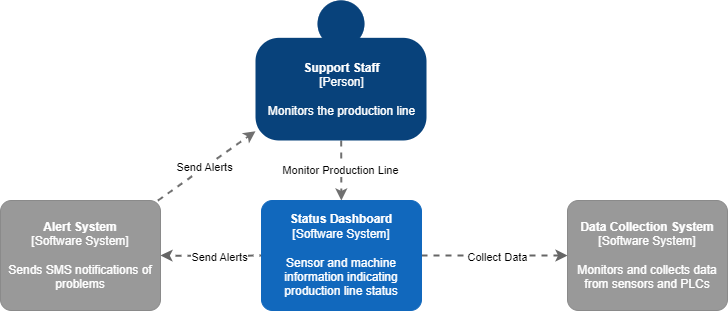 Support Staff
[Person]
Monitors the production line
Send Alerts
Monitor Production Line
Alert System
[Software System]
Sends SMS notifications of
problems
Send Alerts
Status Dashboard
[Software System]
Sensor and machine
information indicating
production line status
Collect Data
Data Collection System
[Software System]
Monitors and collects data
from sensors and PLCs